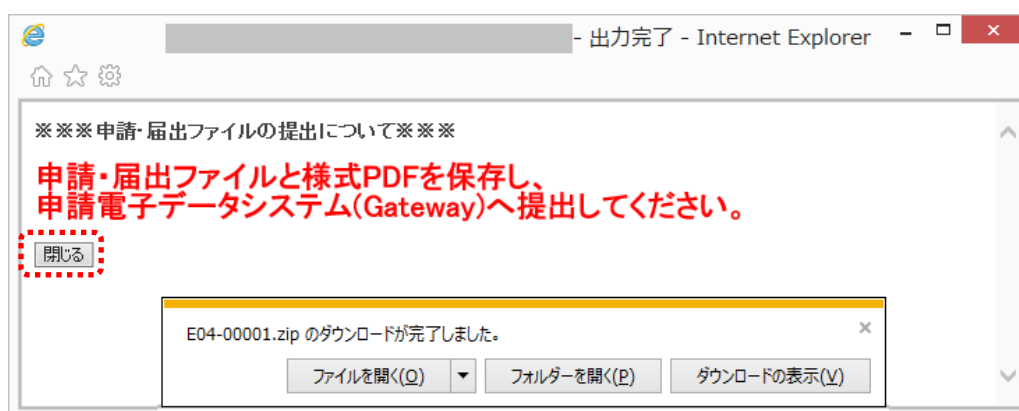 - 出力完了 - Internet Explorer
※※※申請・届出ファイルの提出について※※※
申請・届出ファイルと様式PDFを保存し、
申請電子データシステム(Gateway)へ提出してください。
閉じる
E04-00001.zip のダウンロードが完了しました。
ファイルを開く(O)
フォルダーを開く(P)
ダウンロードの表示(V)